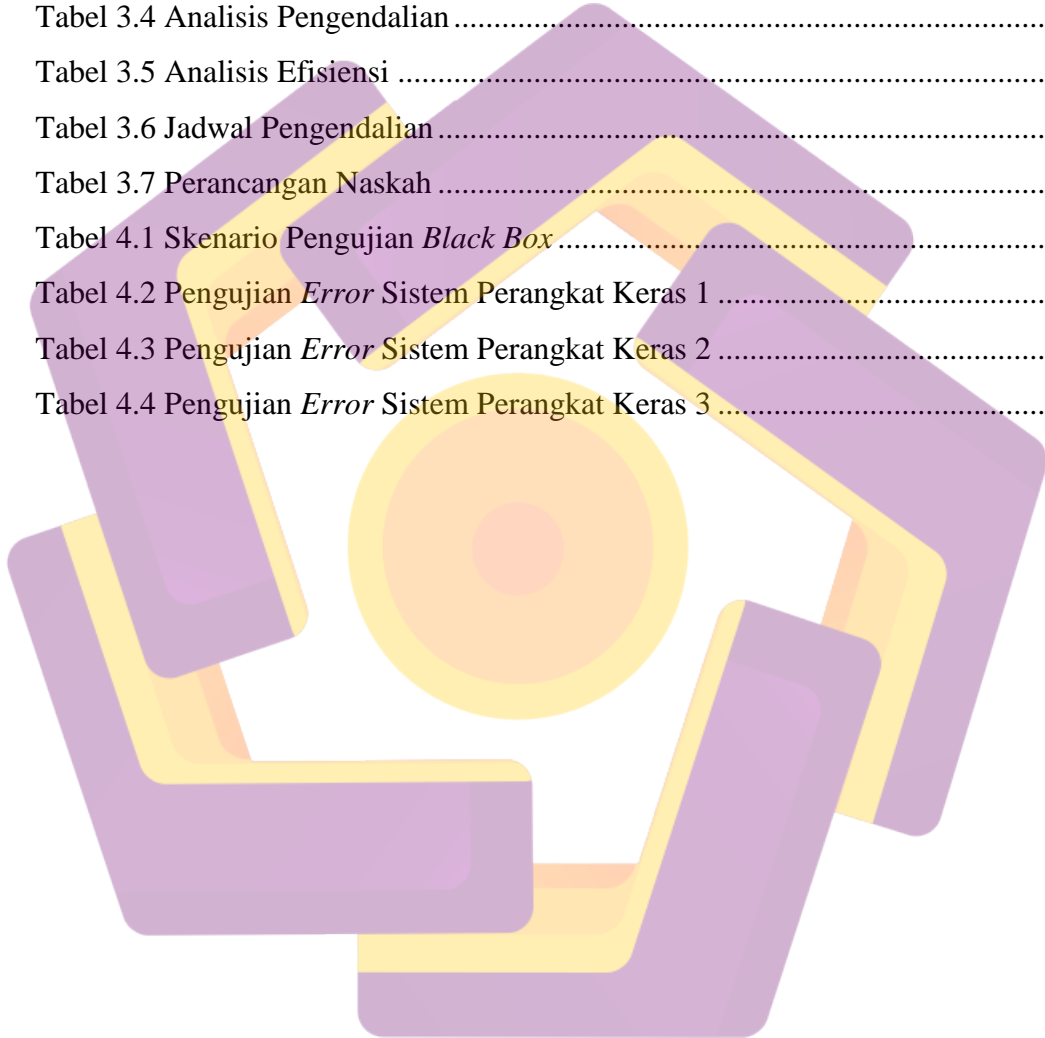 Tabel 3.4 Analisis Pengendalian ........................................................................................
Tabel 3.5 Analisis Efisiensi ................................................................................................
Tabel 3.6 Jadwal Pengendalian ..........................................................................................
Tabel 3.7 Perancangan Naskah ..........................................................................................
Tabel 4.1 Skenario Pengujian Black Box ...........................................................................
Tabel 4.2 Pengujian Error Sistem Perangkat Keras 1 ................................................
Tabel 4.3 Pengujian Error Sistem Perangkat Keras 2 ................................................
Tabel 4.4 Pengujian Error Sistem Perangkat Keras 3 ................................................